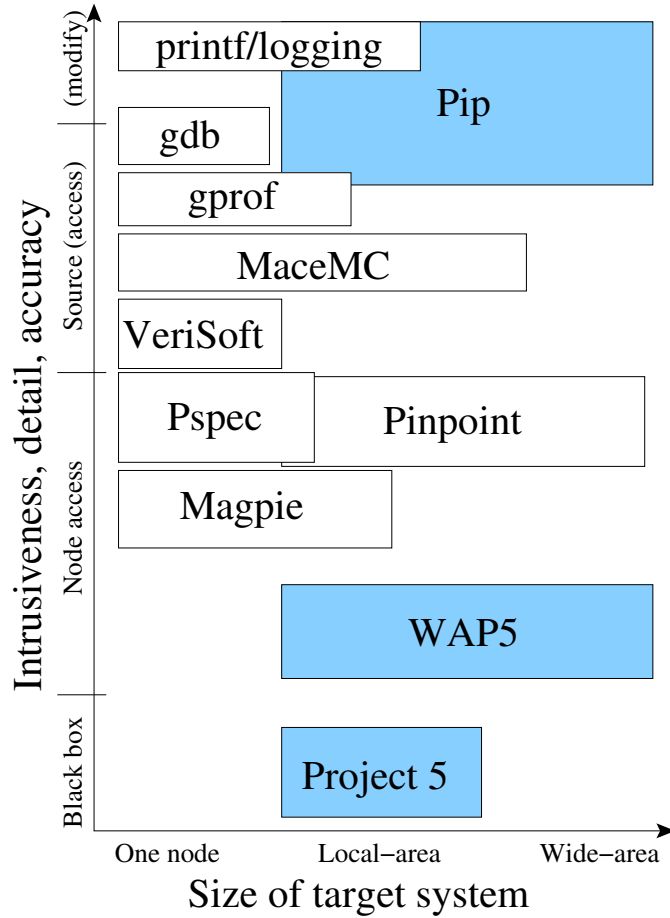 (modify)
printf/logging
Pip
gdb
Source (access)
gprof
MaceMC
VeriSoft
Intrusiveness, detail, accuracy
Pspec
Pinpoint
Node access
Magpie
WAP5
Black box
Project 5
One node
Local-area
Wide-area
Size of target system